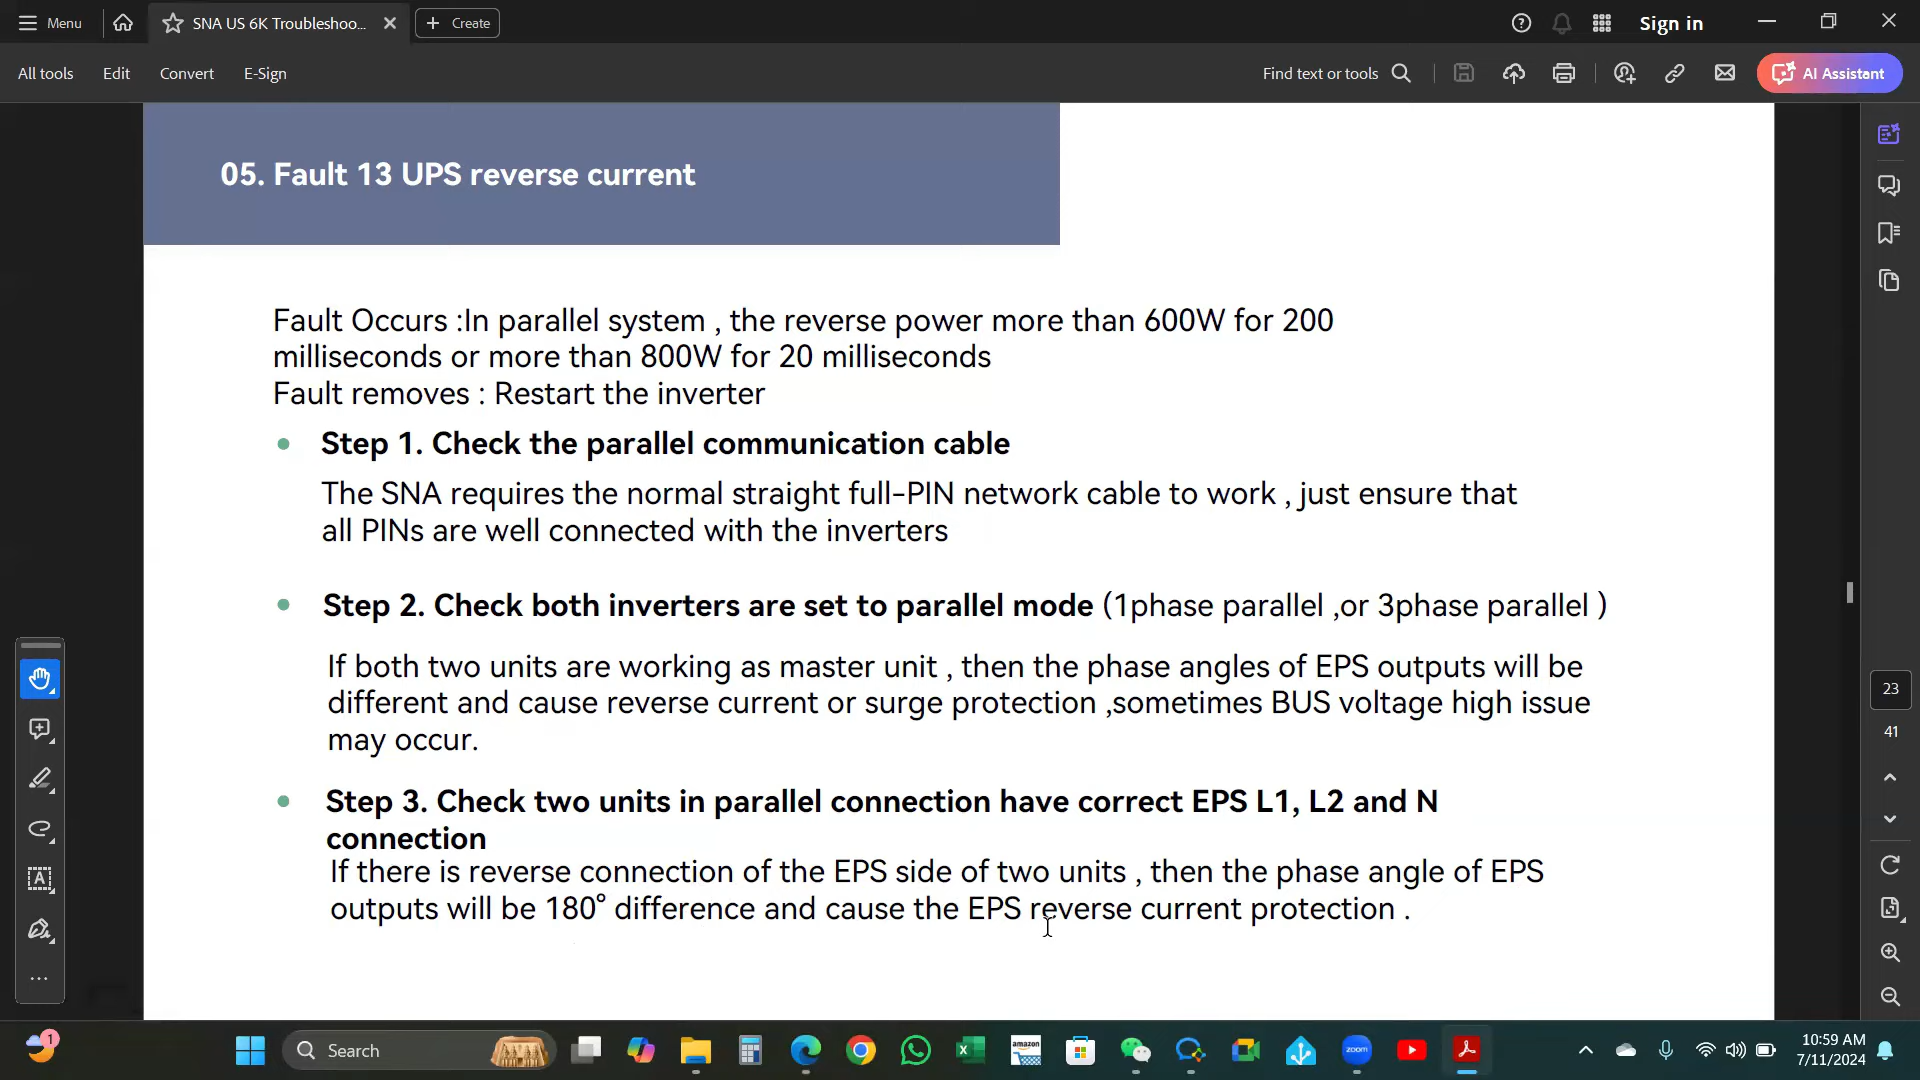 Menu
SNA US 6K Troubleshoo...
Create
Sign in
All tools
Edit
Convert
E-Sign
Find text or tools
AI Assistant
05. Fault 13 UPS reverse current
Fault Occurs :In parallel system , the reverse power more than 600W for 200
milliseconds or more than 800W for 20 milliseconds
Fault removes : Restart the inverter
• Step 1. Check the parallel communication cable
The SNA requires the normal straight full-PIN network cable to work , just ensure that
all PINs are well connected with the inverters
• Step 2. Check both inverters are set to parallel mode (1phase parallel ,or 3phase parallel )
If both two units are working as master unit , then the phase angles of EPS outputs will be
different and cause reverse current or surge protection ,sometimes BUS voltage high issue
may occur.
• Step 3. Check two units in parallel connection have correct EPS L1, L2 and N
connection
If there is reverse connection of the EPS side of two units , then the phase angle of EPS
outputs will be 180° difference and cause the EPS reverse current protection .
23
41
1
Search
amazon
zoom
10:59 AM
7/11/2024